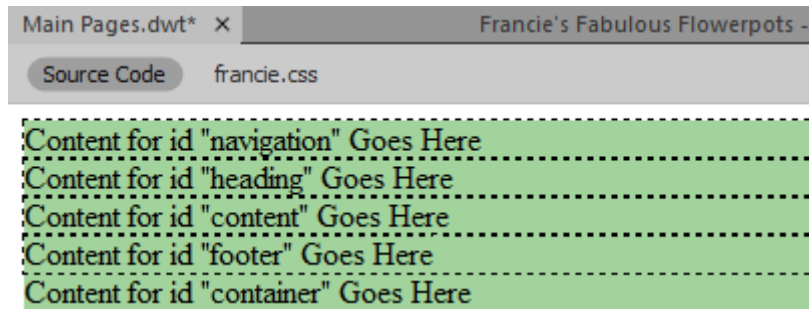 Main Pages.dwt* × Francie's Fabulous Flowerpots -
Source Code francie.css
Content for id "navigation" Goes Here
Content for id "heading" Goes Here
Content for id "content" Goes Here
Content for id "footer" Goes Here
Content for id "container" Goes Here